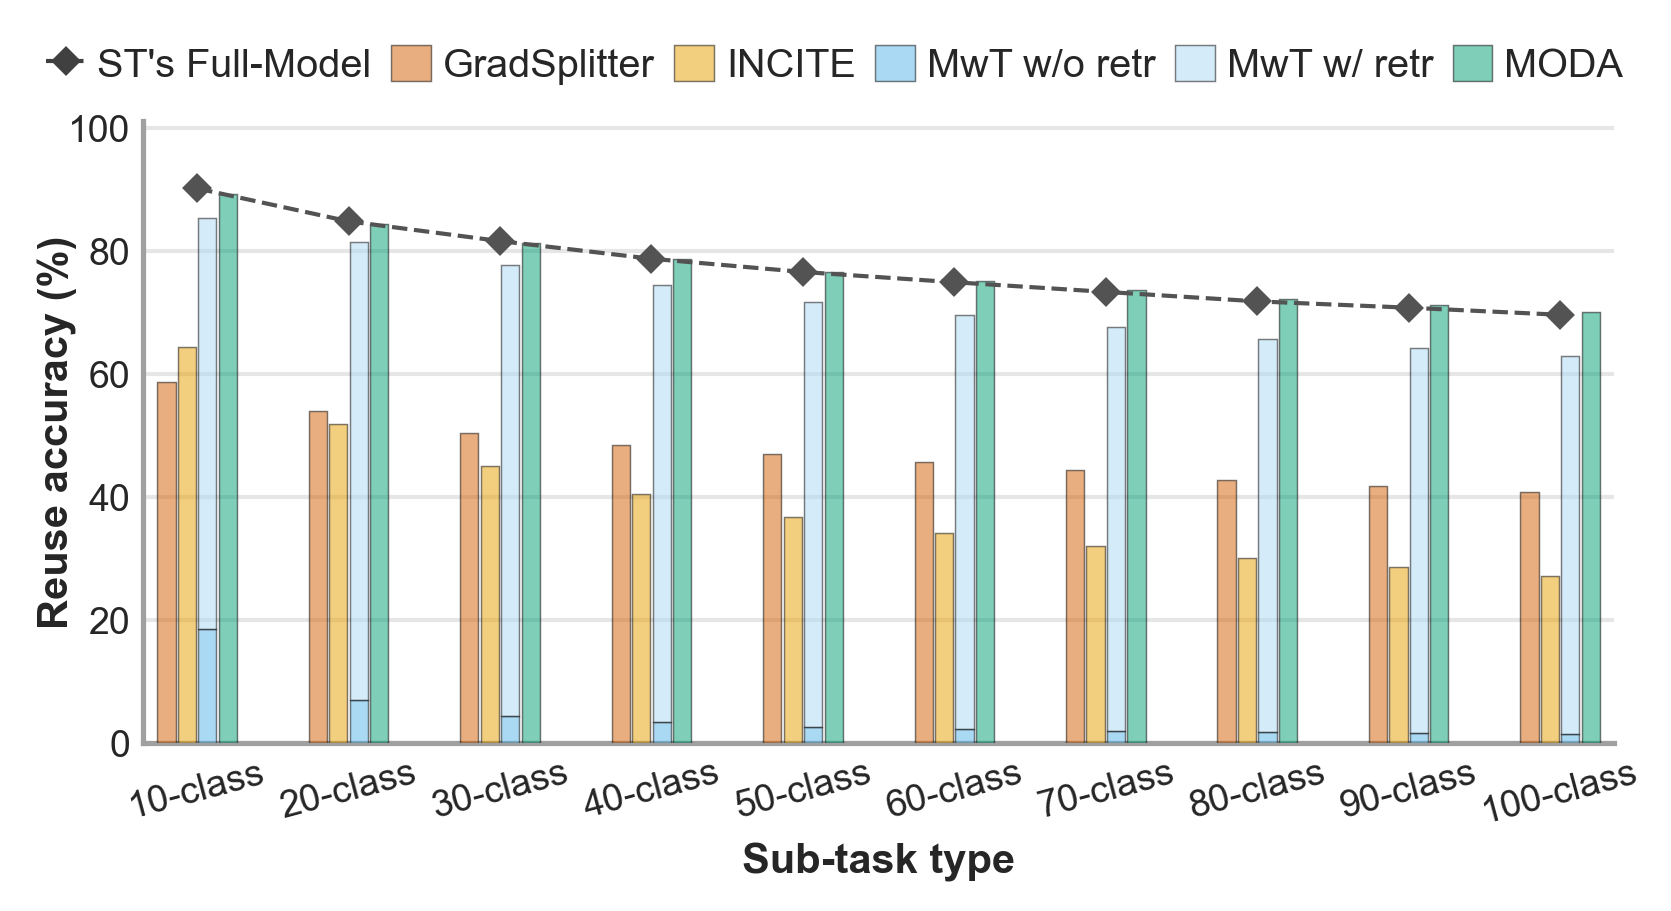 ST's Full-Model GradSplitter INCITE MwT w/o retr MwT w/ retr MODA
100
80
60
40
20
0
Reuse accuracy (%)
10-class 20-class 30-class 40-class 50-class 60-class 70-class 80-class 90-class 100-class
Sub-task type